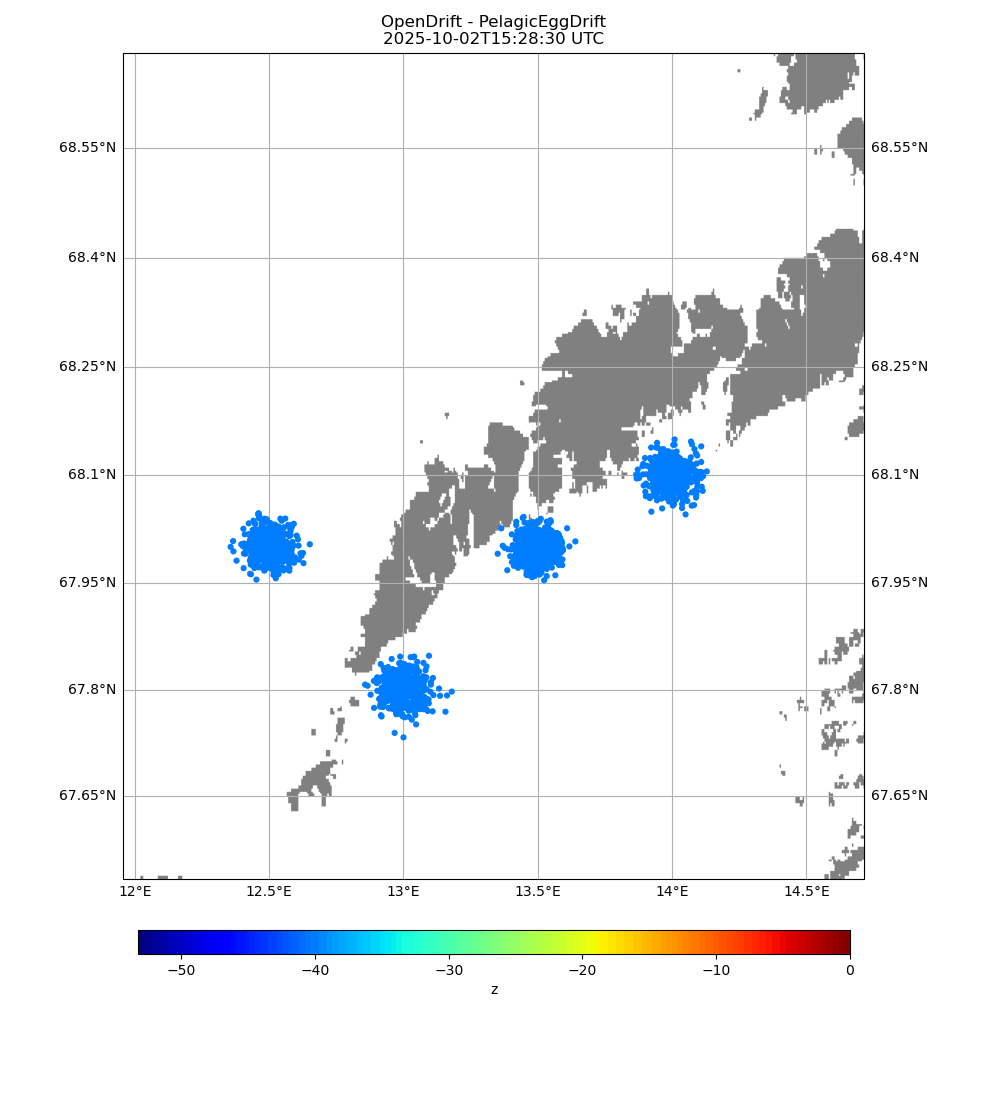 OpenDrift - PelagicEggDrift
2025-10-02T15:28:30 UTC
68.55°N 68.55°N
68.4°N 68.4°N
68.25°N 68.25°N
68.1°N 68.1°N
67.95°N 67.95°N
67.8°N 67.8°N
67.65°N 67.65°N
12°E 12.5°E 13°E 13.5°E 14°E 14.5°E
−50 −40 −30 −20 −10 0
z